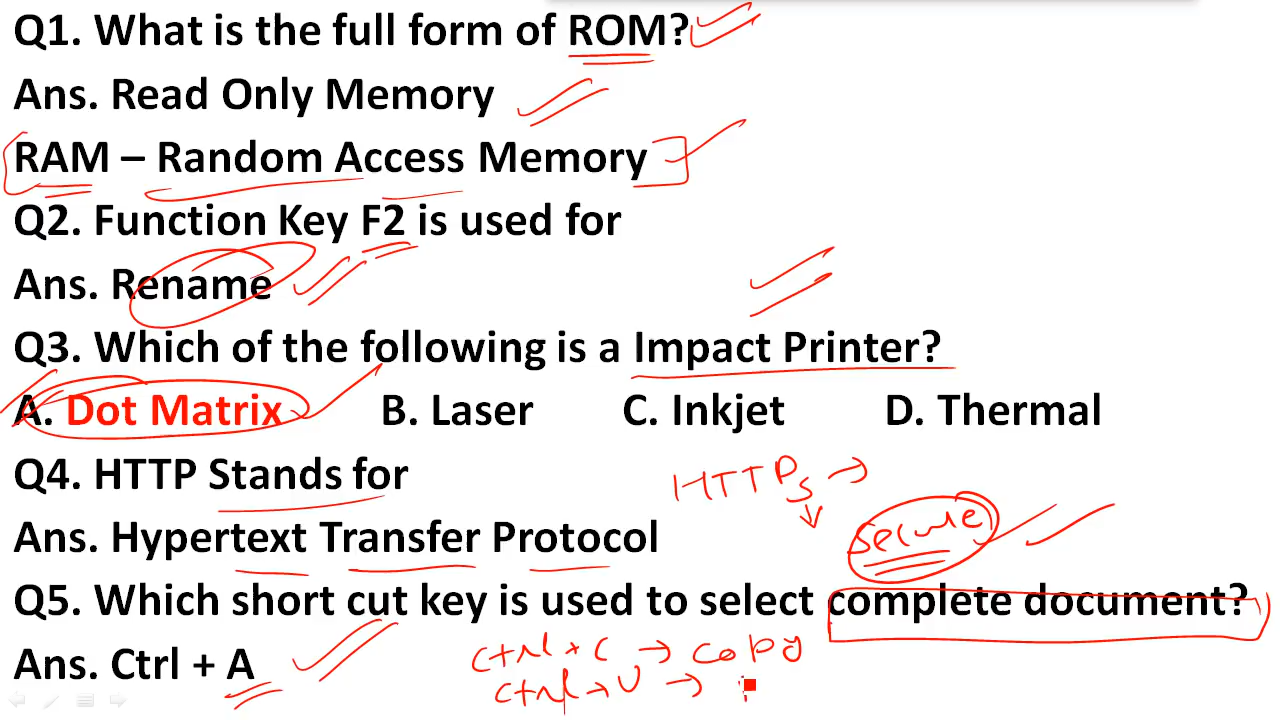 Q1. What is the full form of ROM?
Ans. Read Only Memory
RAM – Random Access Memory
Q2. Function Key F2 is used for
Ans. Rename
Q3. Which of the following is a Impact Printer?
A. Dot Matrix B. Laser C. Inkjet D. Thermal
Q4. HTTP Stands for
HTTPs →
Ans. Hypertext Transfer Protocol
Secure
Q5. Which short cut key is used to select complete document?
Ans. Ctrl + A
Ctrl + C → Copy
Ctrl + V →